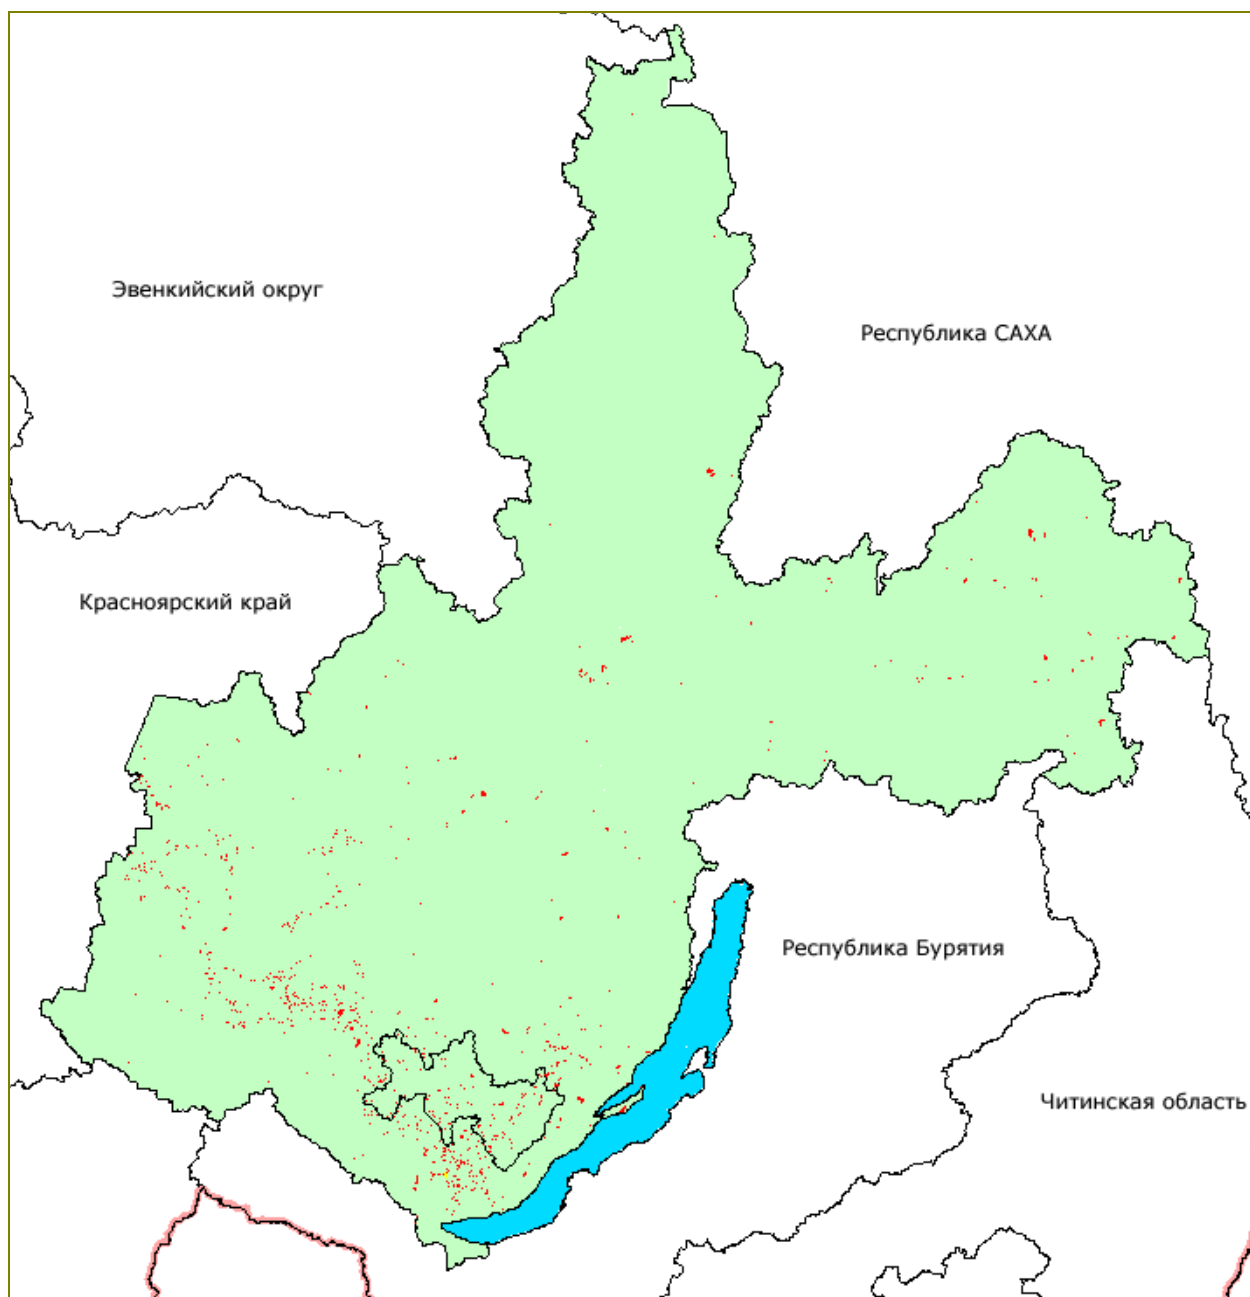 Эвенкийский округ
Республика САХА
Красноярский край
Республика Бурятия
Читинская область